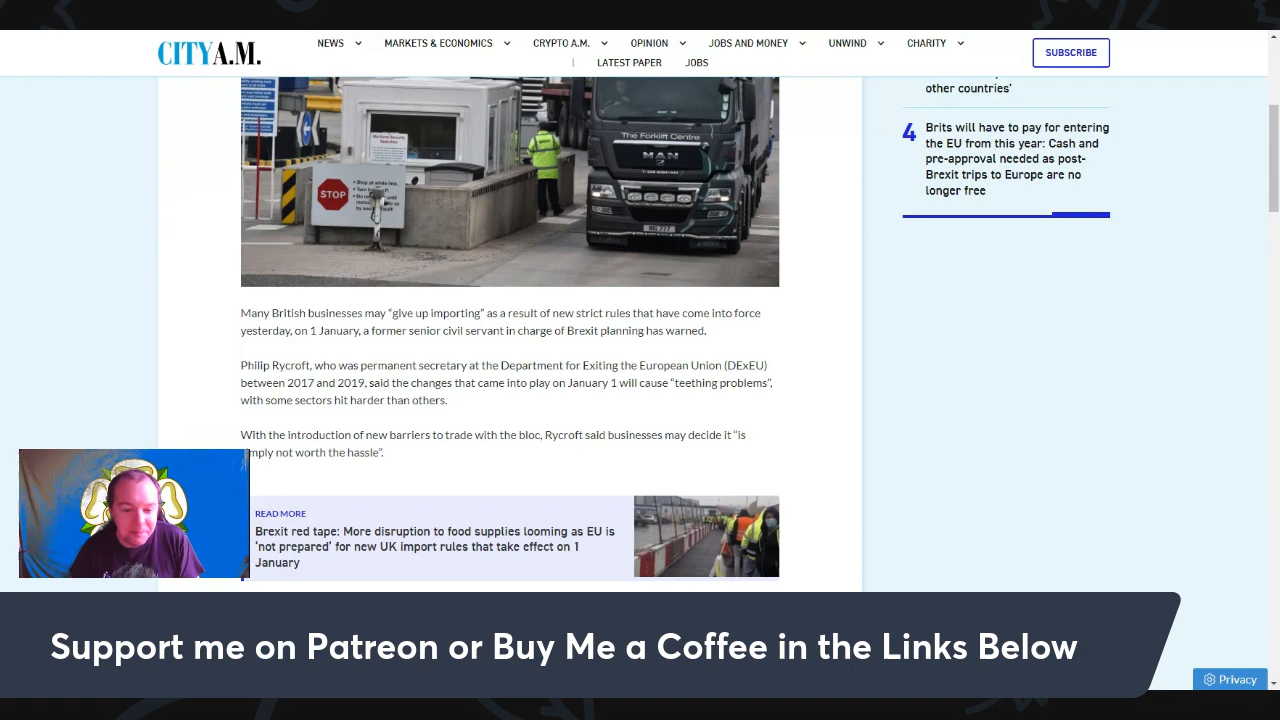 CITYA.M.
NEWS MARKETS & ECONOMICS CRYPTO A.M. OPINION JOBS AND MONEY UNWIND CHARITY
| LATEST PAPER JOBS
SUBSCRIBE
other countries'
4 Brits will have to pay for entering
the EU from this year: Cash and
pre-approval needed as post-
Brexit trips to Europe are no
longer free
The Forklift Centre
MAN
STOP
Many British businesses may “give up importing” as a result of new strict rules that have come into force
yesterday, on 1 January, a former senior civil servant in charge of Brexit planning has warned.
Philip Rycroft, who was permanent secretary at the Department for Exiting the European Union (DExEU)
between 2017 and 2019, said the changes that came into play on January 1 will cause “teething problems”,
with some sectors hit harder than others.
With the introduction of new barriers to trade with the bloc, Rycroft said businesses may decide it “is
mply not worth the hassle”.
READ MORE
Brexit red tape: More disruption to food supplies looming as EU is
‘not prepared’ for new UK import rules that take effect on 1
January
Support me on Patreon or Buy Me a Coffee in the Links Below
Privacy